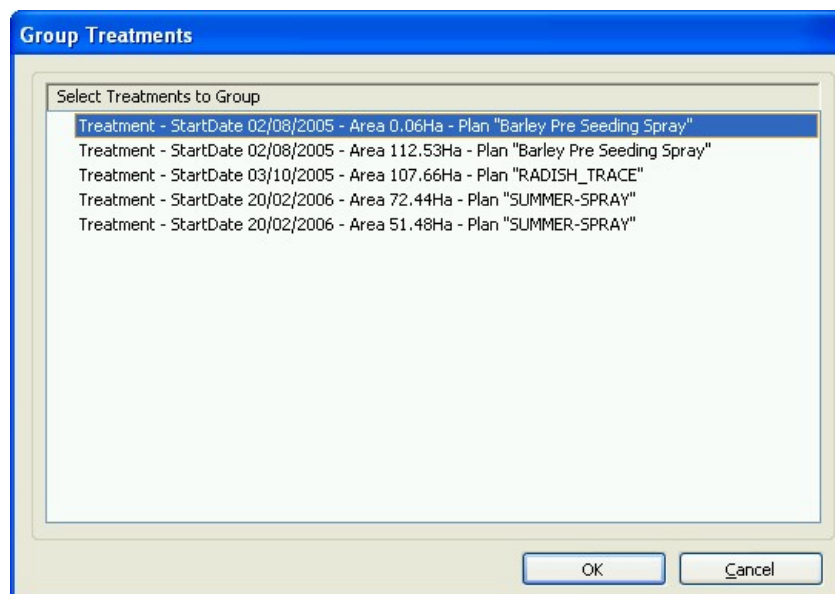 Group Treatments
Select Treatments to Group
Treatment - StartDate 02/08/2005 - Area 0.06Ha - Plan "Barley Pre Seeding Spray"
Treatment - StartDate 02/08/2005 - Area 112.53Ha - Plan "Barley Pre Seeding Spray"
Treatment - StartDate 03/10/2005 - Area 107.66Ha - Plan "RADISH_TRACE"
Treatment - StartDate 20/02/2006 - Area 72.44Ha - Plan "SUMMER-SPRAY"
Treatment - StartDate 20/02/2006 - Area 51.48Ha - Plan "SUMMER-SPRAY"
OK Cancel